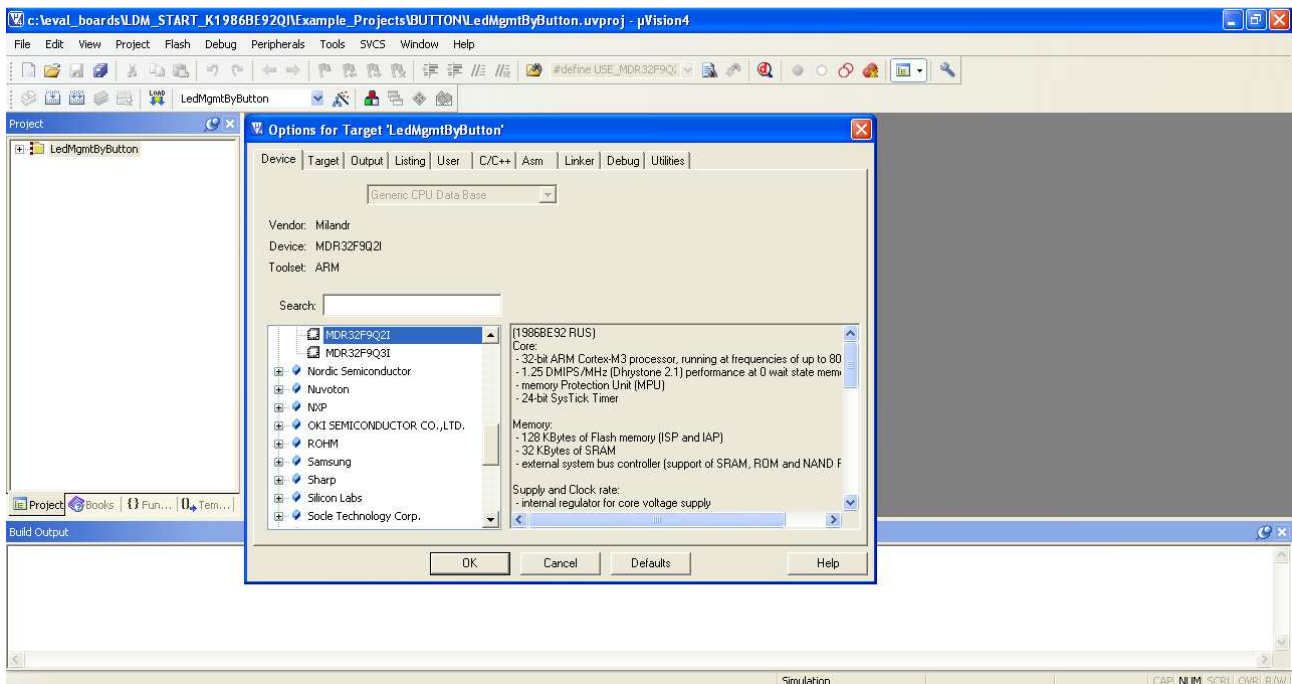 c:\eval_boards\LDM_START_K1986BE92QI\Example_Projects\BUTTON\LedMgmtByButton.uvproj - µVision4
File Edit View Project Flash Debug Peripherals Tools SVCS Window Help
#define USE_MDR32F9Q
LOAD LedMgmtByButton
Project
LedMgmtByButton
Options for Target 'LedMgmtByButton'
Device Target Output Listing User C/C++ Asm Linker Debug Utilities
Generic CPU Data Base
Vendor: Milandr
Device: MDR32F9Q2I
Toolset: ARM
Search:
MDR32F9Q2I
MDR32F9Q3I
Nordic Semiconductor
Nuvoton
NXP
OKI SEMICONDUCTOR CO.,LTD.
ROHM
Samsung
Sharp
Silicon Labs
Socle Technology Corp.
(1986BE92 RUS)
Core:
- 32-bit ARM Cortex-M3 processor, running at frequencies of up to 80
- 1.25 DMIPS/MHz (Dhrystone 2.1) performance at 0 wait state mem
- memory Protection Unit (MPU)
- 24-bit SysTick Timer
Memory:
- 128 KBytes of Flash memory (ISP and IAP)
- 32 KBytes of SRAM
- external system bus controller (support of SRAM, ROM and NAND F
Supply and Clock rate:
- internal regulator for core voltage supply
OK Cancel Defaults Help
Project Books {} Fun... 0 Tem...
Build Output
Simulation CAP NUM SCRL OVR R/W